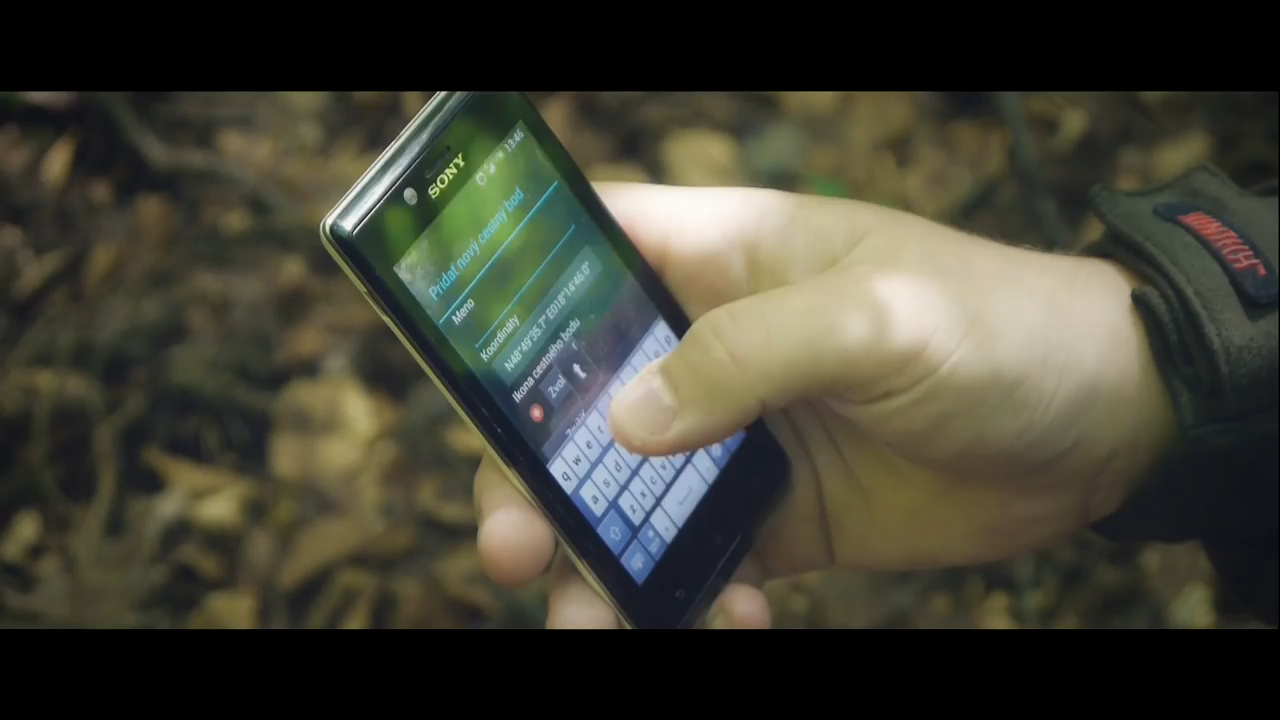 SONY
13:45
Pridať nový cestný bod
Meno
Koordináty
N48°49'35.7" E018°14'46.0"
Ikona cestného bodu
Zvoľ
q w e
a s d
z x c v